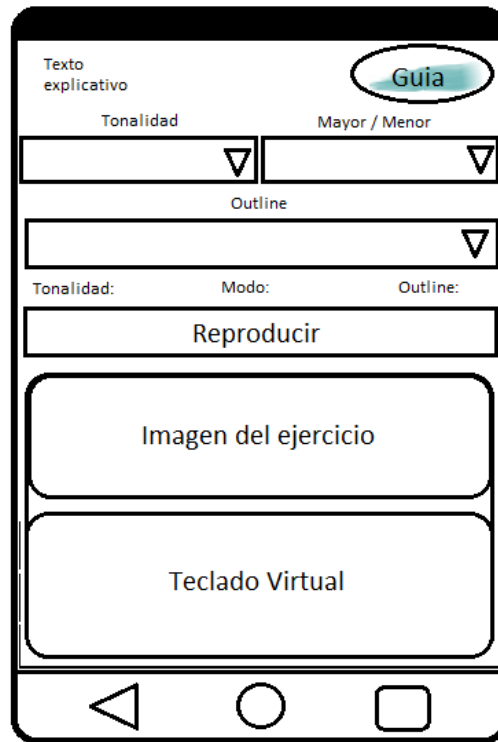 Texto
explicativo
Guia
Tonalidad
Mayor / Menor
Outline
Tonalidad:
Modo:
Outline:
Reproducir
Imagen del ejercicio
Teclado Virtual